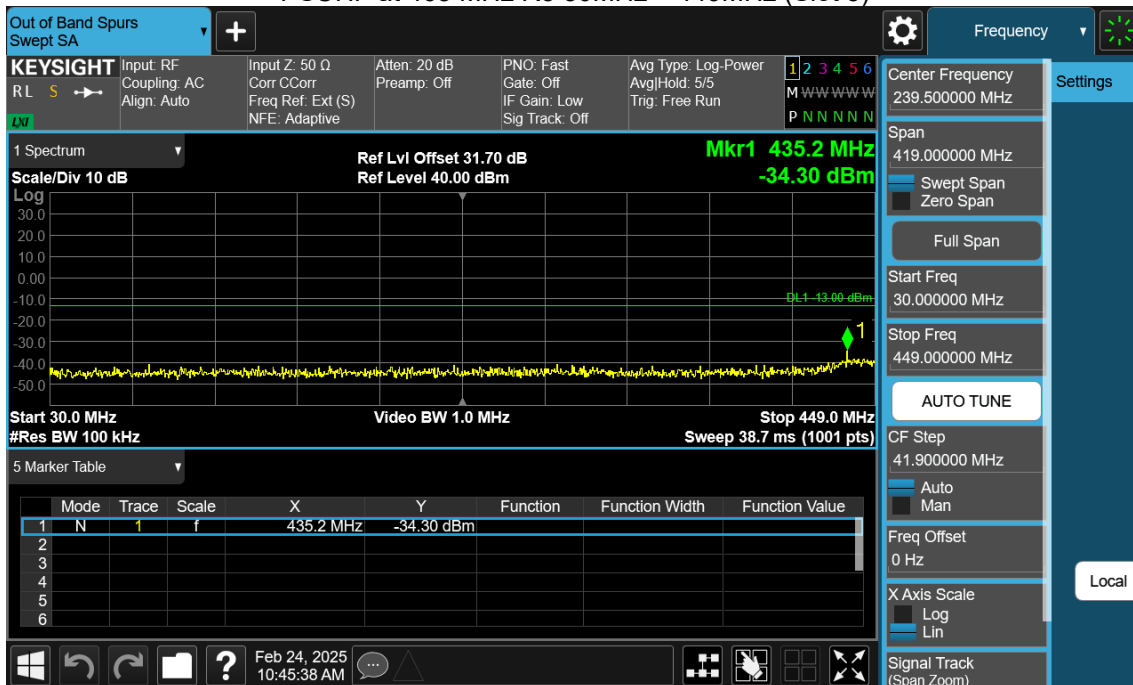 Out of Band Spurs
Swept SA
Frequency
KEYSIGHT
RL S
LXI
Input: RF
Coupling: AC
Align: Auto
Input Z: 50 Ω
Corr CCorr
Freq Ref: Ext (S)
NFE: Adaptive
Atten: 20 dB
Preamp: Off
PNO: Fast
Gate: Off
IF Gain: Low
Sig Track: Off
Avg Type: Log-Power
Avg|Hold: 5/5
Trig: Free Run
1 2 3 4 5 6
M W W W W W
P N N N N N
1 Spectrum
Scale/Div 10 dB
Ref Lvl Offset 31.70 dB
Ref Level 40.00 dBm
Mkr1 435.2 MHz
-34.30 dBm
Log
30.0
20.0
10.0
0.00
-10.0
DL1 -13.00 dBm
-20.0
1
-30.0
-40.0
-50.0
Start 30.0 MHz
#Res BW 100 kHz
Video BW 1.0 MHz
Stop 449.0 MHz
Sweep 38.7 ms (1001 pts)
5 Marker Table
Mode Trace Scale X Y Function Function Width Function Value
1 N 1 f 435.2 MHz -34.30 dBm
2
3
4
5
6
Feb 24, 2025
10:45:38 AM
Center Frequency
239.500000 MHz
Span
419.000000 MHz
Swept Span
Zero Span
Full Span
Start Freq
30.000000 MHz
Stop Freq
449.000000 MHz
AUTO TUNE
CF Step
41.900000 MHz
Auto
Man
Freq Offset
0 Hz
X Axis Scale
Log
Lin
Signal Track
(Span Zoom)
Settings
Local